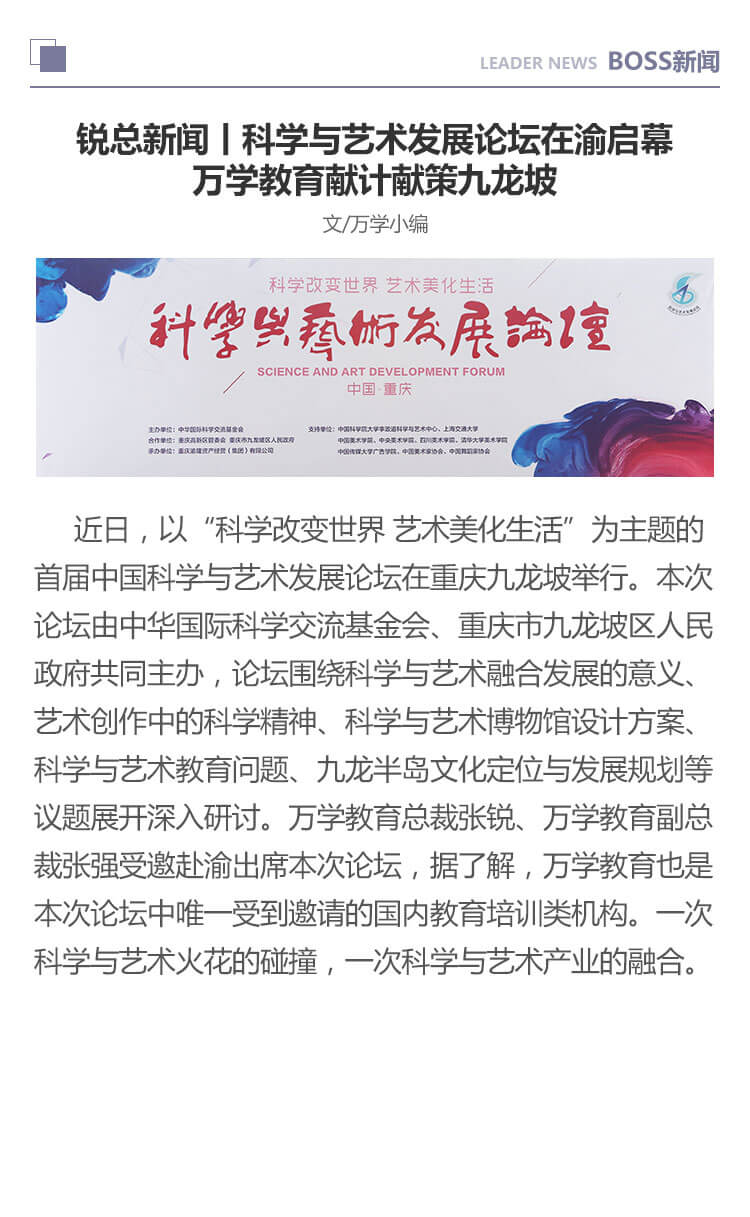 LEADER NEWS BOSS新闻
锐总新闻丨科学与艺术发展论坛在渝启幕
万学教育献计献策九龙坡
文/万学小编
科学改变世界 艺术美化生活
科學與藝術发展論壇
SCIENCE AND ART DEVELOPMENT FORUM
中国·重庆
主办单位：中华国际科学交流基金会
合作单位：重庆高新区管委会 重庆市九龙坡区人民政府
承办单位：重庆渝隆资产经营（集团）有限公司
支持单位：中国科学院大学李政道科学与艺术中心、上海交通大学
中国美术学院、中央美术学院、四川美术学院、清华大学美术学院
中国传媒大学广告学院、中国美术家协会、中国舞蹈家协会
近日，以“科学改变世界 艺术美化生活”为主题的
首届中国科学与艺术发展论坛在重庆九龙坡举行。本次
论坛由中华国际科学交流基金会、重庆市九龙坡区人民
政府共同主办，论坛围绕科学与艺术融合发展的意义、
艺术创作中的科学精神、科学与艺术博物馆设计方案、
科学与艺术教育问题、九龙半岛文化定位与发展规划等
议题展开深入研讨。万学教育总裁张锐、万学教育副总
裁张强受邀赴渝出席本次论坛，据了解，万学教育也是
本次论坛中唯一受到邀请的国内教育培训类机构。一次
科学与艺术火花的碰撞，一次科学与艺术产业的融合。